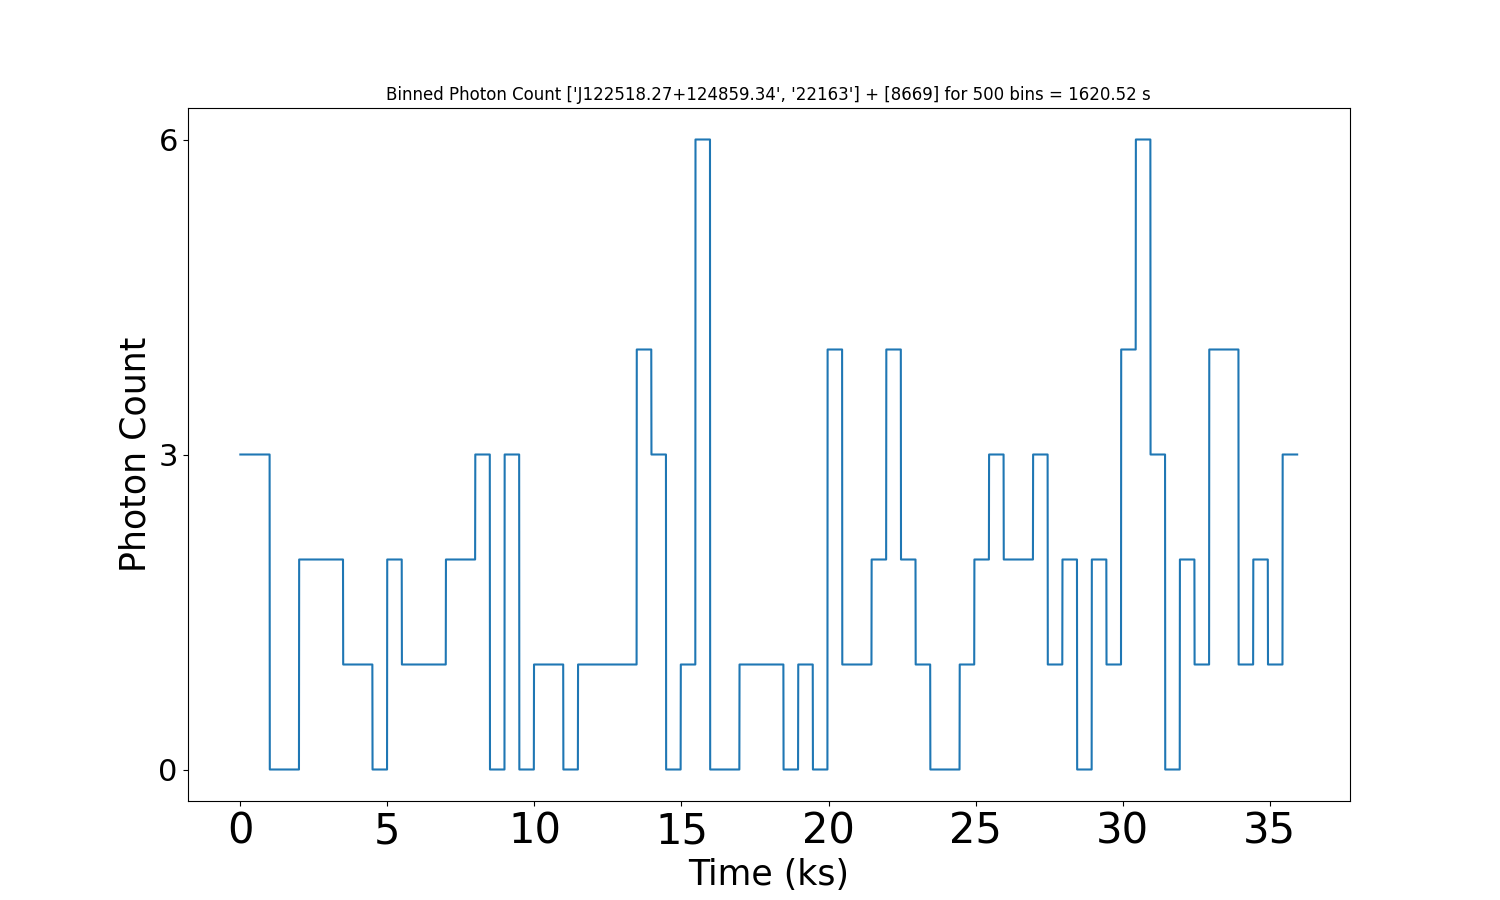 Binned Photon Count ['J122518.27+124859.34', '22163'] + [8669] for 500 bins = 1620.52 s
6
3
0
Photon Count
0 5 10 15 20 25 30 35
Time (ks)